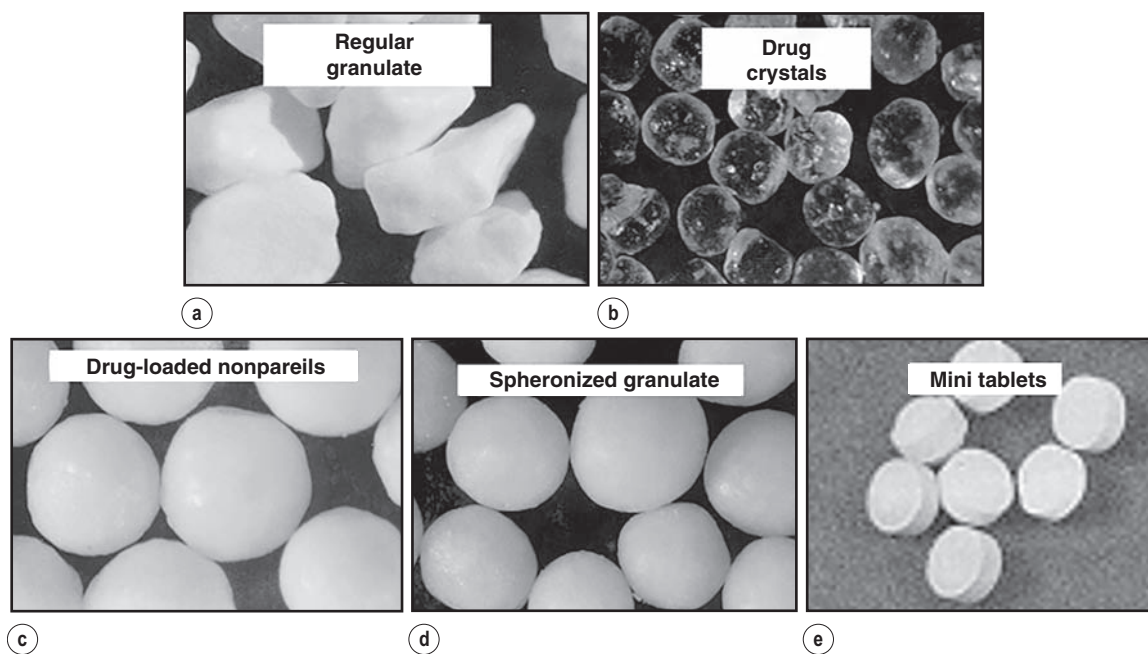 Regular
granulate
Drug
crystals
a
b
Drug-loaded nonpareils
Spheronized granulate
Mini tablets
c
d
e